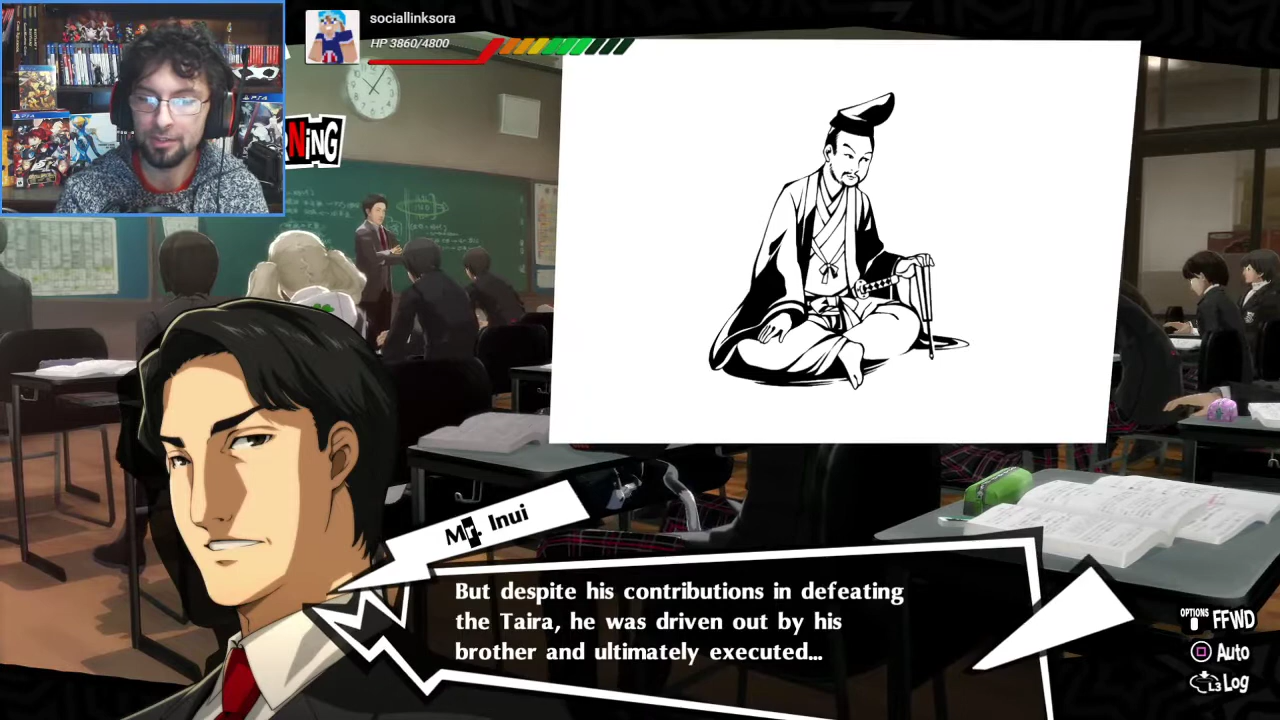 sociallinksora
HP 3860/4800
NiNG
Mr. Inui
But despite his contributions in defeating
the Taira, he was driven out by his
brother and ultimately executed...
OPTIONS FFWD
Auto
L3 Log